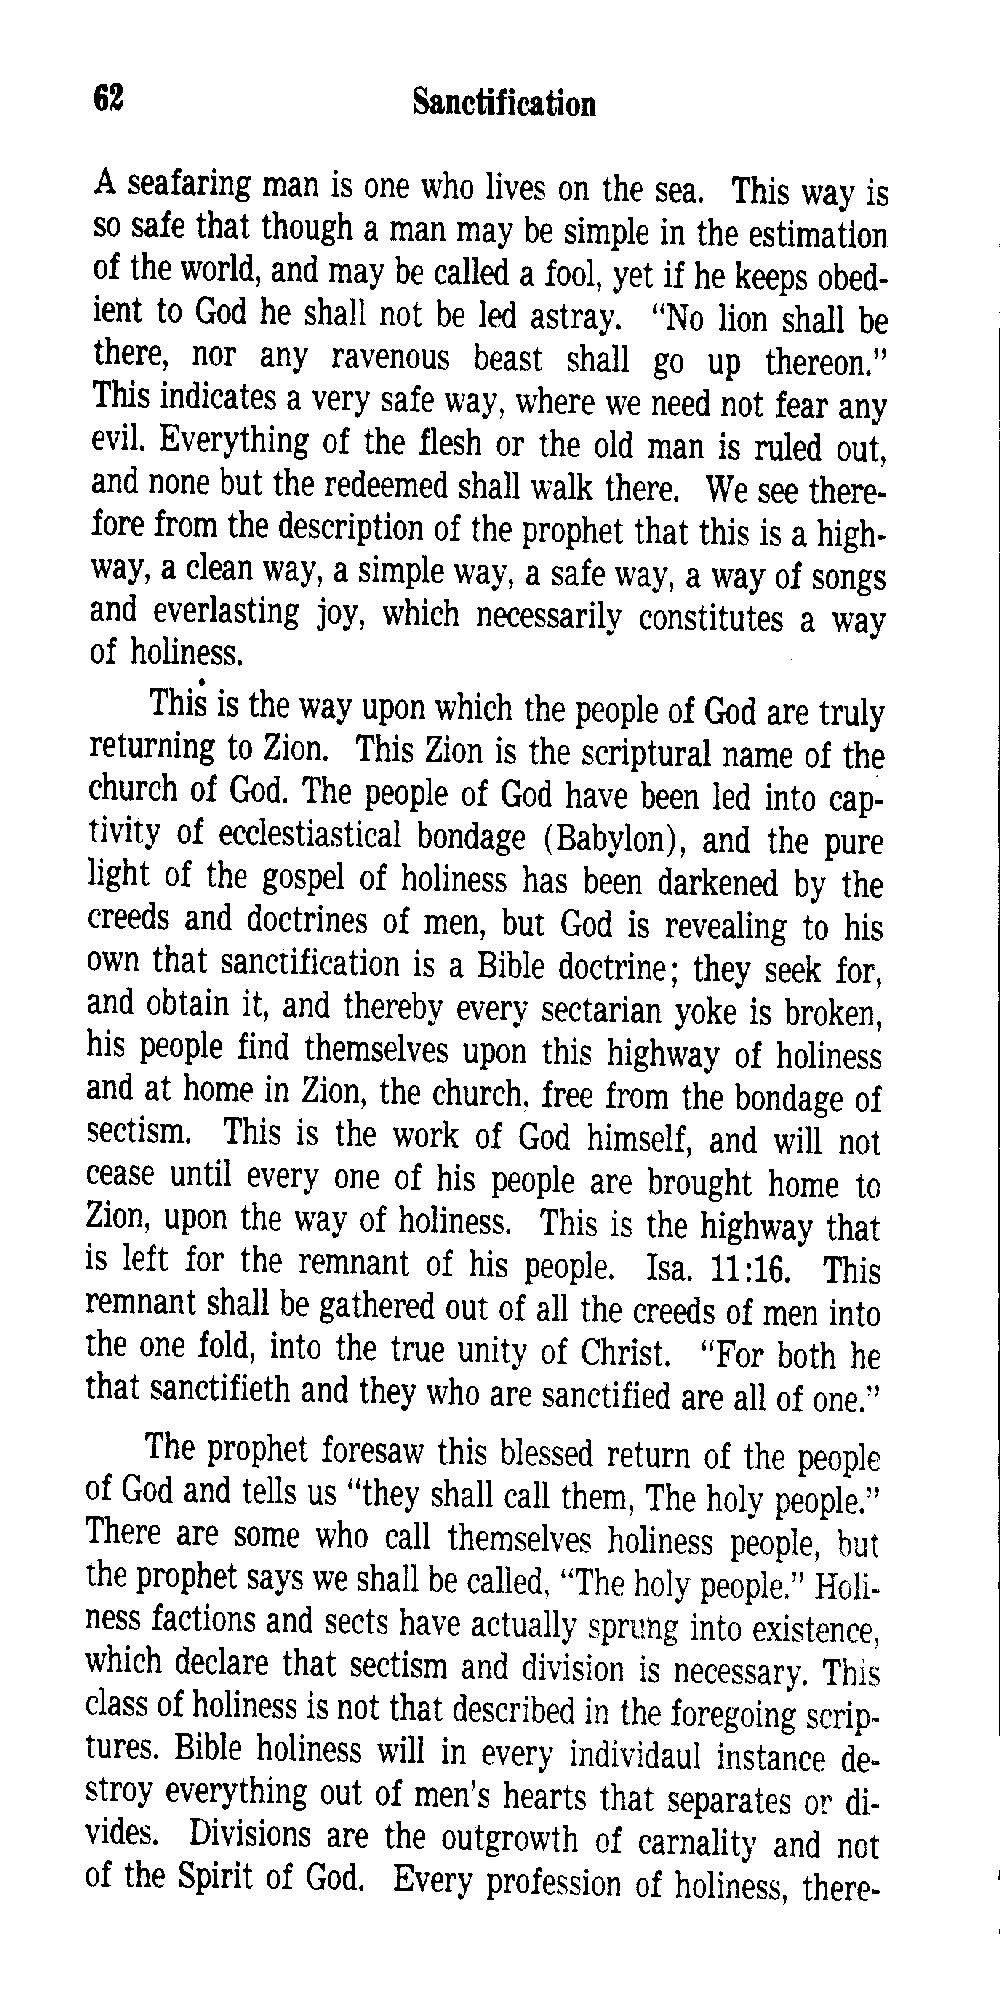 62 Sanctification
A seafaring man is one who lives on the sea. This way is
so safe that though a man may be simple in the estimation
of the world, and may be called a fool, yet if he keeps obed-
ient to God he shall not be led astray. “No lion shall be
there, nor any ravenous beast shall go up thereon.”
This indicates a very safe way, where we need not fear any
evil. Everything of the flesh or the old man is ruled out,
and none but the redeemed shall walk there. We see there-
fore from the description of the prophet that this is a high-
way, a clean way, a simple way, a safe way, a way of songs
and everlasting joy, which necessarily constitutes a way
of holiness.
This is the way upon which the people of God are truly
returning to Zion. This Zion is the scriptural name of the
church of God. The people of God have been led into cap-
tivity of ecclestiastical bondage (Babylon), and the pure
light of the gospel of holiness has been darkened by the
creeds and doctrines of men, but God is revealing to his
own that sanctification is a Bible doctrine; they seek for,
and obtain it, and thereby every sectarian yoke is broken,
his people find themselves upon this highway of holiness
and at home in Zion, the church, free from the bondage of
sectism. This is the work of God himself, and will not
cease until every one of his people are brought home to
Zion, upon the way of holiness. This is the highway that
is left for the remnant of his people. Isa. 11:16. This
remnant shall be gathered out of all the creeds of men into
the one fold, into the true unity of Christ. “For both he
that sanctifieth and they who are sanctified are all of one.”
The prophet foresaw this blessed return of the people
of God and tells us “they shall call them, The holy people.”
There are some who call themselves holiness people, but
the prophet says we shall be called, “The holy people.” Holi-
ness factions and sects have actually sprung into existence,
which declare that sectism and division is necessary. This
class of holiness is not that described in the foregoing scrip-
tures. Bible holiness will in every individaul instance de-
stroy everything out of men's hearts that separates or di-
vides. Divisions are the outgrowth of carnality and not
of the Spirit of God. Every profession of holiness, there-